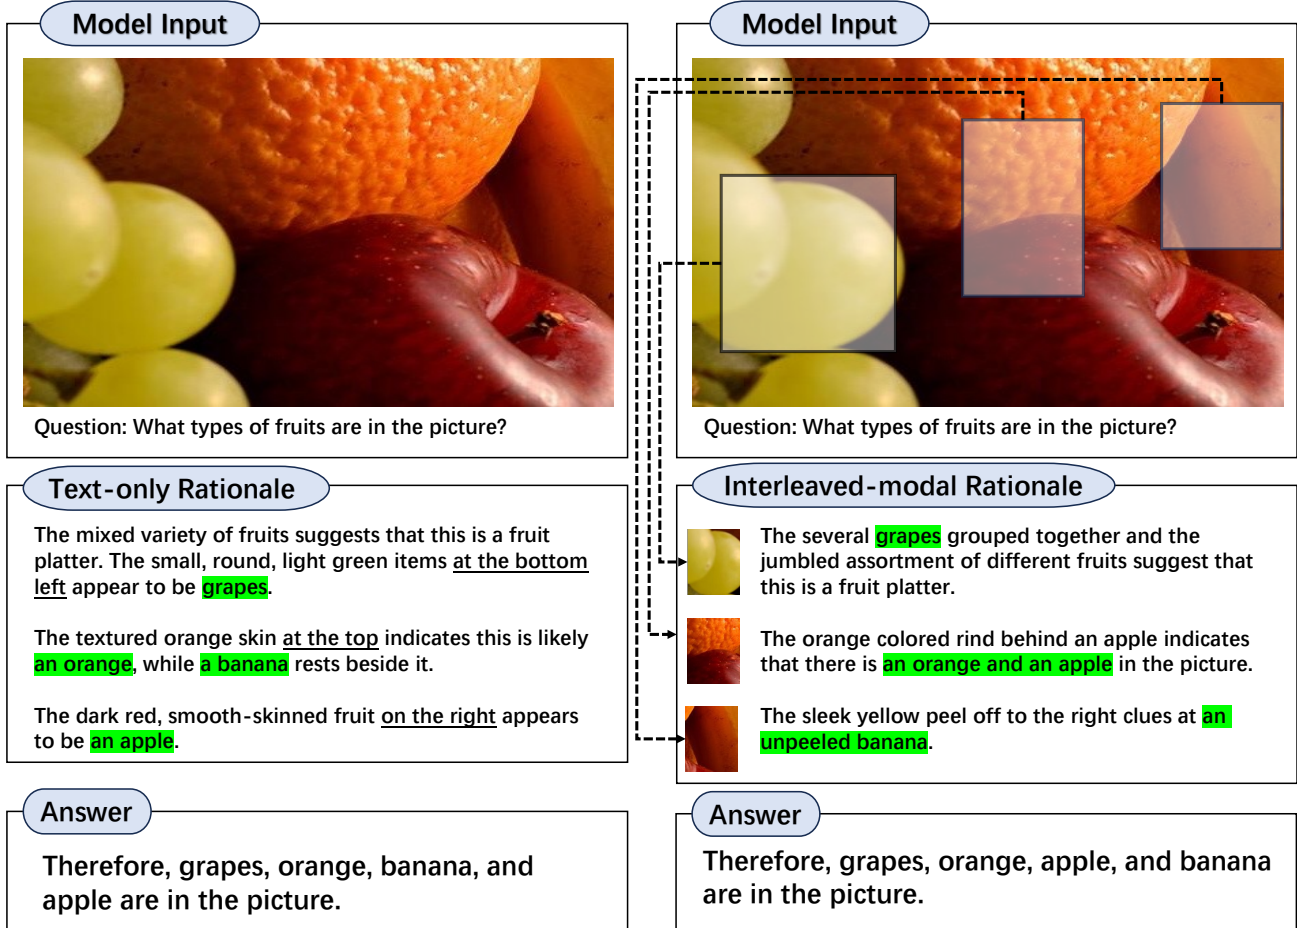 Model Input
Question: What types of fruits are in the picture?
Text-only Rationale
The mixed variety of fruits suggests that this is a fruit
platter. The small, round, light green items at the bottom
left appear to be grapes.
The textured orange skin at the top indicates this is likely
an orange, while a banana rests beside it.
The dark red, smooth-skinned fruit on the right appears
to be an apple.
Answer
Therefore, grapes, orange, banana, and
apple are in the picture.
Model Input
Question: What types of fruits are in the picture?
Interleaved-modal Rationale
The several grapes grouped together and the
jumbled assortment of different fruits suggest that
this is a fruit platter.
The orange colored rind behind an apple indicates
that there is an orange and an apple in the picture.
The sleek yellow peel off to the right clues at an
unpeeled banana.
Answer
Therefore, grapes, orange, apple, and banana
are in the picture.